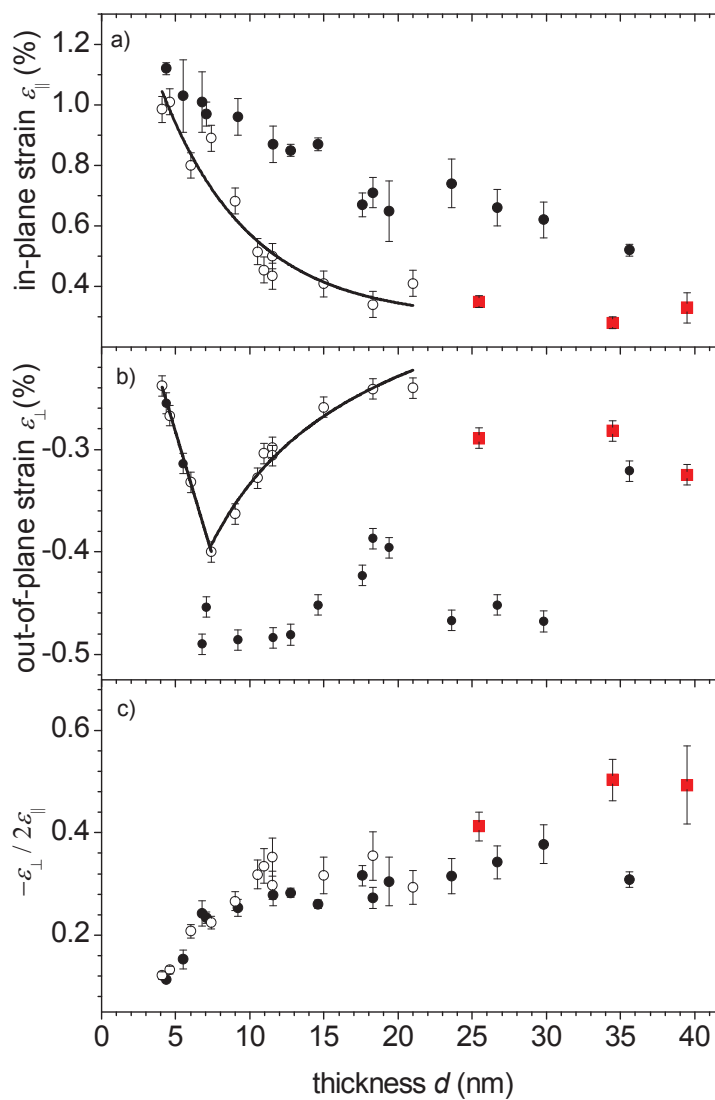 a)
in-plane strain ε∥ (%)
1.2
1.0
0.8
0.6
0.4
b)
out-of-plane strain ε⊥ (%)
-0.3
-0.4
-0.5
c)
−ε⊥ / 2ε∥
0.6
0.4
0.2
0 5 10 15 20 25 30 35 40
thickness d (nm)